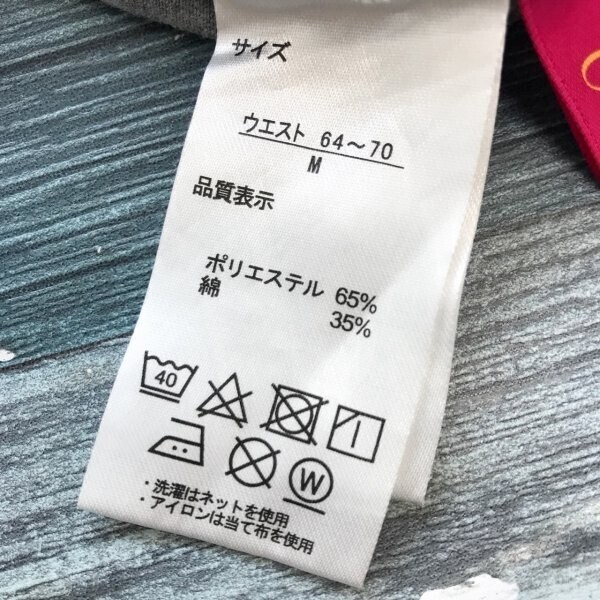 サイズ
ウエスト 64～70
M
品質表示
ポリエステル 65%
綿 35%
40
W
・洗濯はネットを使用
・アイロンは当て布を使用